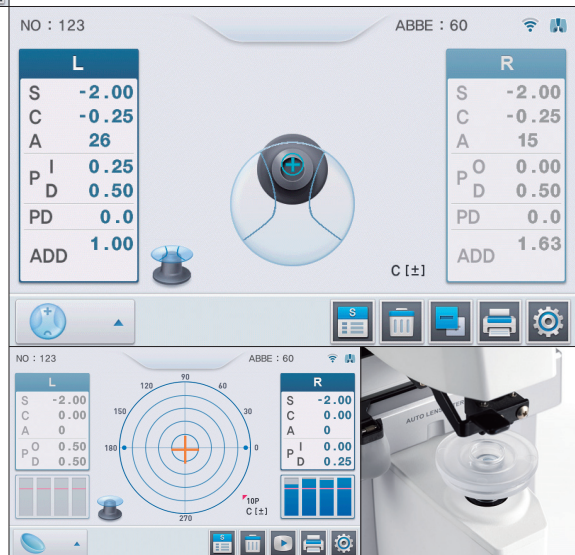 NO : 123
ABBE : 60
L
S -2.00
C -0.25
A 26
P I 0.25
D 0.50
PD 0.0
ADD 1.00
R
S -2.00
C -0.25
A 15
P O 0.00
D 0.50
PD 0.0
ADD 1.63
C [±]
S
NO : 123
ABBE : 60
L
S -2.00
C 0.00
A 0
P O 0.50
D 0.50
90
120 60
150 30
180 0
270
R
S -2.00
C 0.00
A 0
P I 0.00
D 0.25
10P
C [±]
S
AUTO LENSMETER